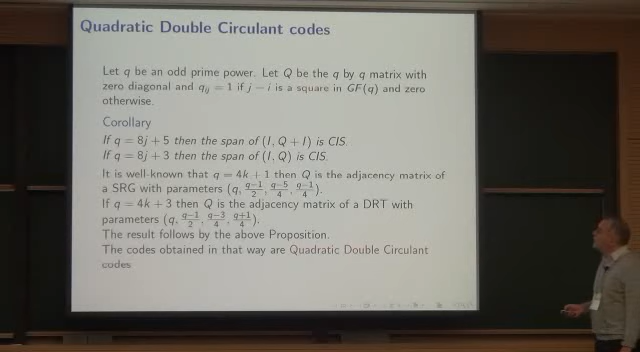 Quadratic Double Circulant codes
Let q be an odd prime power. Let Q be the q by q matrix with
zero diagonal and q_ij = 1 if j − i is a square in GF(q) and zero
otherwise.
Corollary
If q = 8j + 5 then the span of (I, Q + I) is CIS.
If q = 8j + 3 then the span of (I, Q) is CIS.
It is well-known that q = 4k + 1 then Q is the adjacency matrix of
a SRG with parameters (q, (q−1)/2, (q−5)/4, (q−1)/4).
If q = 4k + 3 then Q is the adjacency matrix of a DRT with
parameters (q, (q−1)/2, (q−3)/4, (q+1)/4).
The result follows by the above Proposition.
The codes obtained in that way are Quadratic Double Circulant
codes